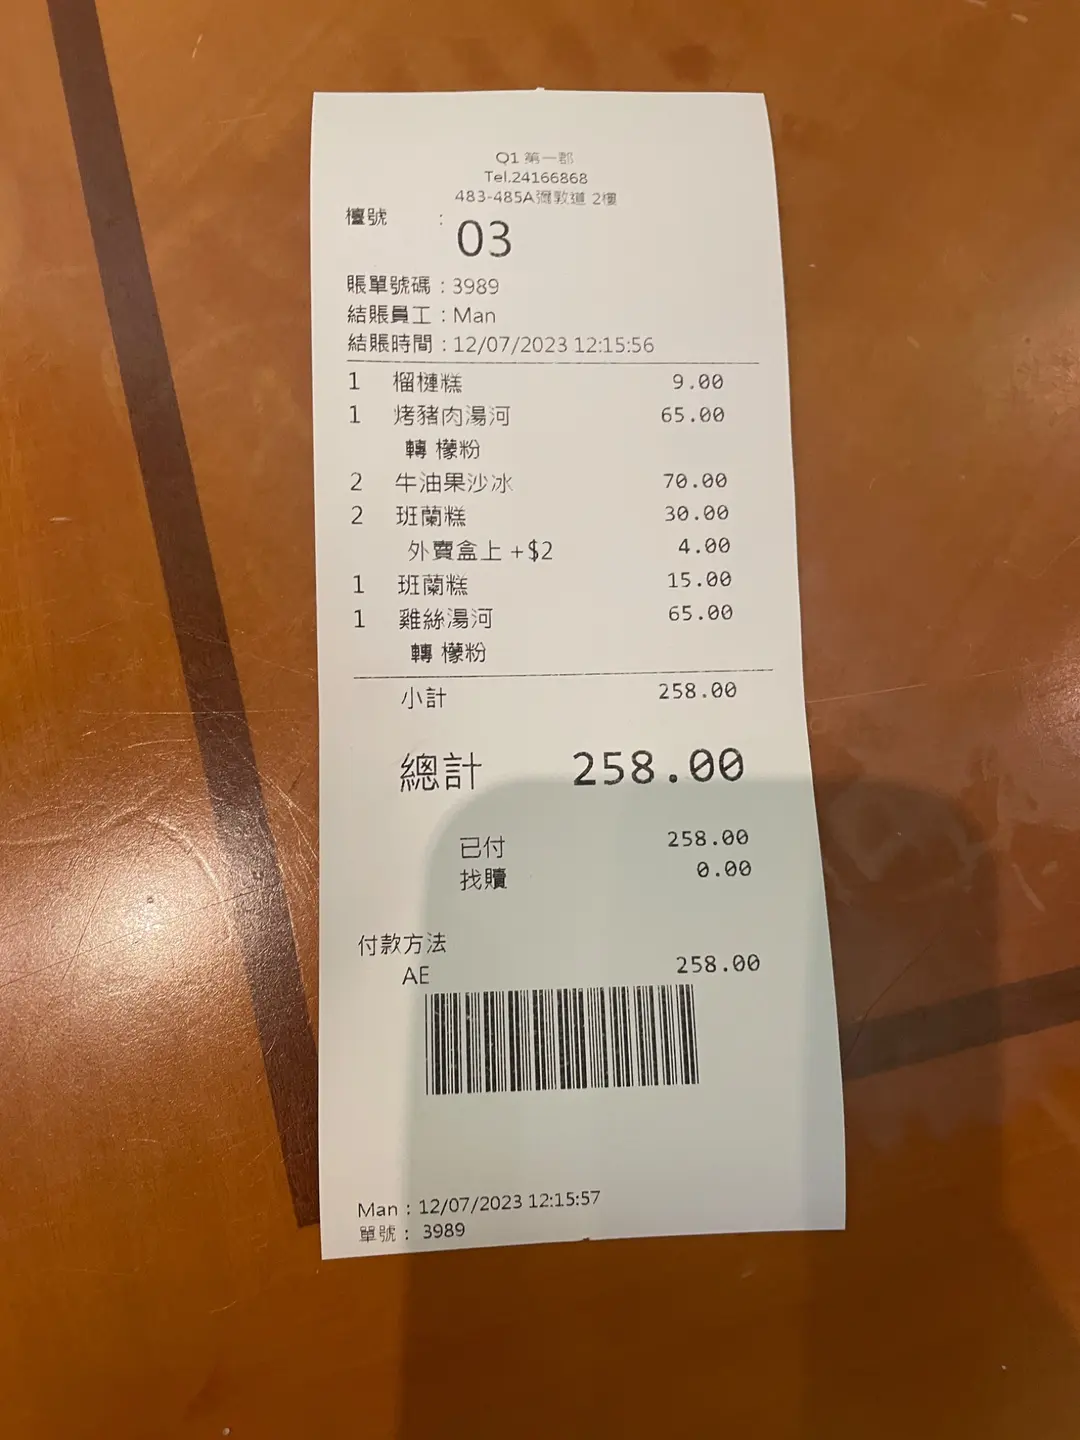 Q1 第一郡
Tel.24166868
483-485A彌敦道 2樓
檯號 : 03
賬單號碼 : 3989
結賬員工 : Man
結賬時間 : 12/07/2023 12:15:56
1 榴槤糕 9.00
1 烤豬肉湯河 65.00
轉 檬粉
2 牛油果沙冰 70.00
2 班蘭糕 30.00
外賣盒上 +$2 4.00
1 班蘭糕 15.00
1 雞絲湯河 65.00
轉 檬粉
小計 258.00
總計 258.00
已付 258.00
找贖 0.00
付款方法
AE 258.00
Man : 12/07/2023 12:15:57
單號 : 3989